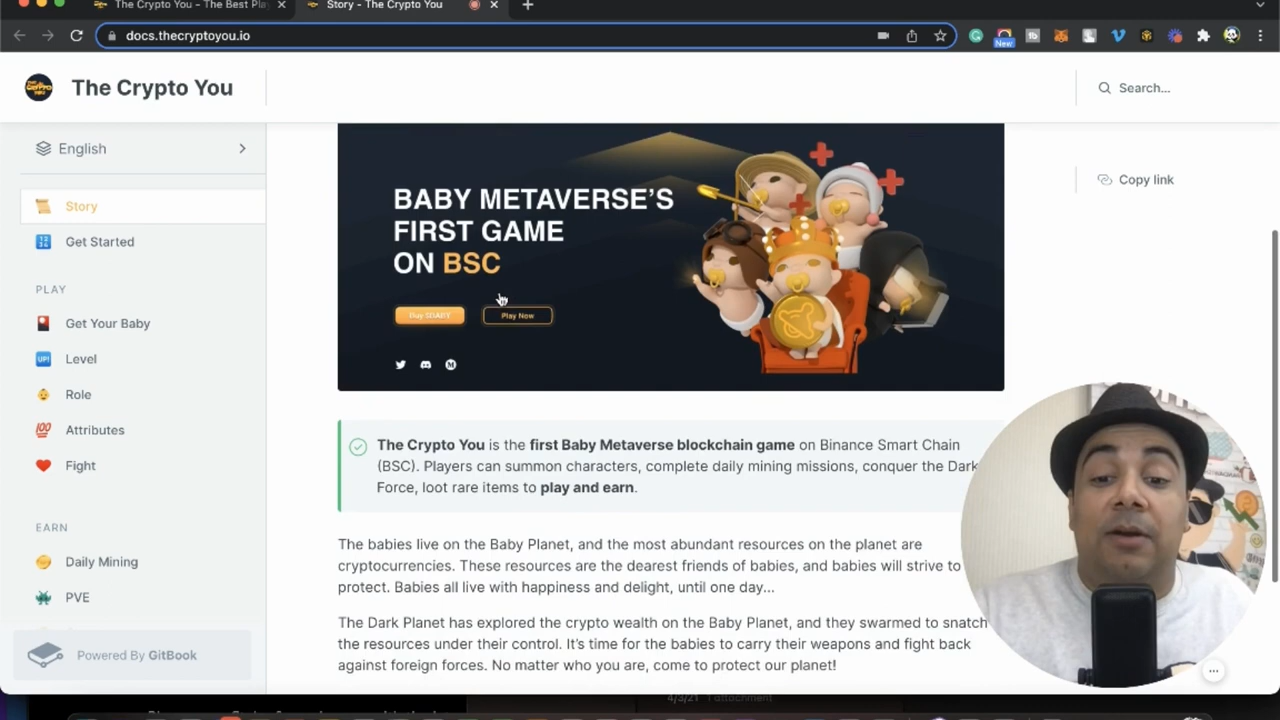 The Crypto You - The Best Pla
Story - The Crypto You
docs.thecryptoyou.io
New
The Crypto You
Search...
English
Copy link
Story
Get Started
PLAY
Get Your Baby
Level
Role
Attributes
Fight
EARN
Daily Mining
PVE
Powered By GitBook
BABY METAVERSE'S
FIRST GAME
ON BSC
Buy $BABY
Play Now
The Crypto You is the first Baby Metaverse blockchain game on Binance Smart Chain
(BSC). Players can summon characters, complete daily mining missions, conquer the Dark
Force, loot rare items to play and earn.
The babies live on the Baby Planet, and the most abundant resources on the planet are
cryptocurrencies. These resources are the dearest friends of babies, and babies will strive to
protect. Babies all live with happiness and delight, until one day...
The Dark Planet has explored the crypto wealth on the Baby Planet, and they swarmed to snatch
the resources under their control. It's time for the babies to carry their weapons and fight back
against foreign forces. No matter who you are, come to protect our planet!
4/3/21 1 attachment